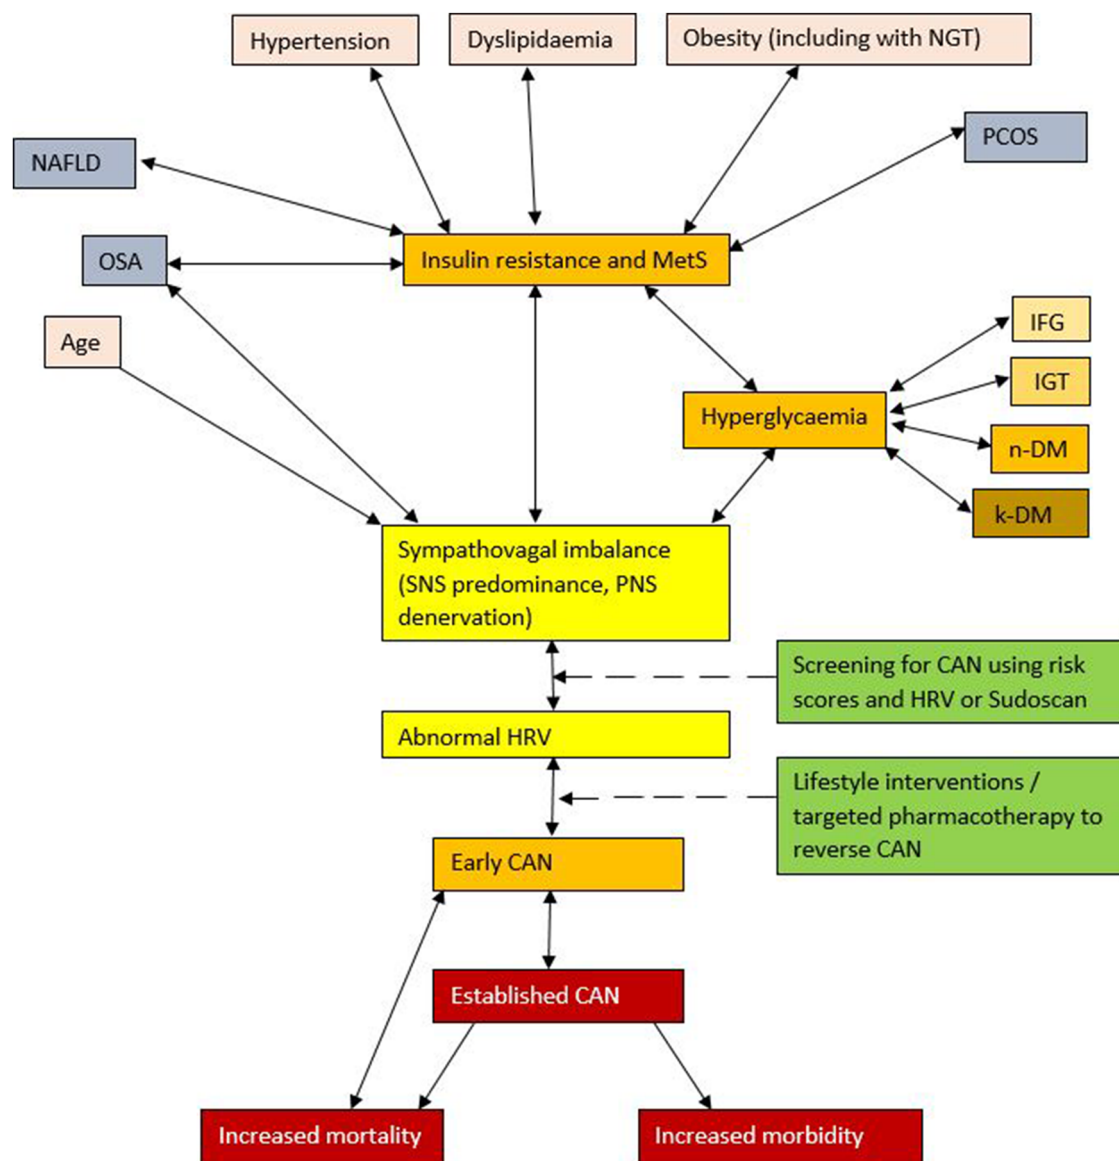 Hypertension
Dyslipidaemia
Obesity (including with NGT)
NAFLD
PCOS
OSA
Insulin resistance and MetS
Age
IFG
IGT
Hyperglycaemia
n-DM
k-DM
Sympathovagal imbalance
(SNS predominance, PNS
denervation)
Screening for CAN using risk
scores and HRV or Sudoscan
Abnormal HRV
Lifestyle interventions /
targeted pharmacotherapy to
reverse CAN
Early CAN
Established CAN
Increased mortality
Increased morbidity